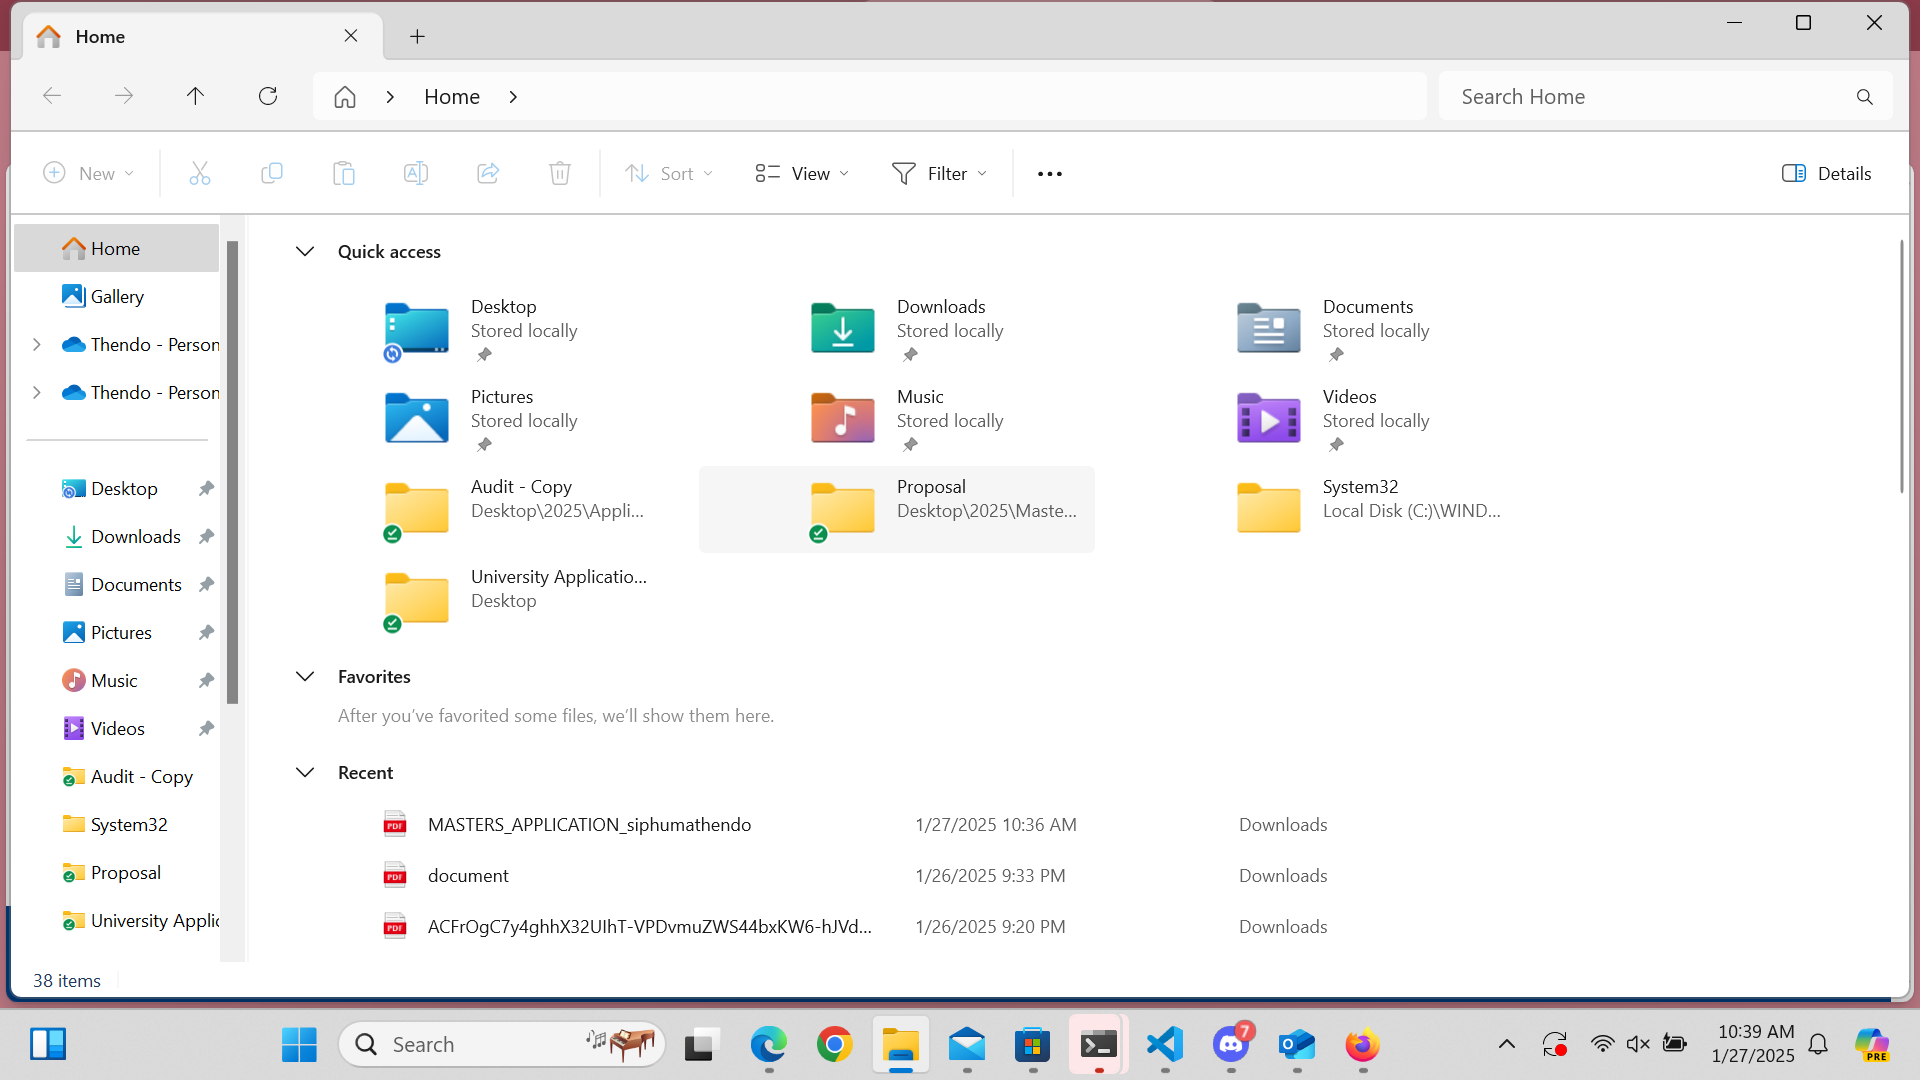 Home
Home
Search Home
New
Sort
View
Filter
Details
Home
Gallery
Thendo - Person
Thendo - Person
Desktop
Downloads
Documents
Pictures
Music
Videos
Audit - Copy
System32
Proposal
University Applic
Quick access
Desktop
Stored locally
Downloads
Stored locally
Documents
Stored locally
Pictures
Stored locally
Music
Stored locally
Videos
Stored locally
Audit - Copy
Desktop\2025\Appli...
Proposal
Desktop\2025\Maste...
System32
Local Disk (C:)\WIND...
University Applicatio...
Desktop
Favorites
After you've favorited some files, we'll show them here.
Recent
PDF MASTERS_APPLICATION_siphumathendo 1/27/2025 10:36 AM Downloads
PDF document 1/26/2025 9:33 PM Downloads
PDF ACFrOgC7y4ghhX32UIhT-VPDvmuZWS44bxKW6-hJVd... 1/26/2025 9:20 PM Downloads
38 items
Search
7
10:39 AM
1/27/2025
PRE